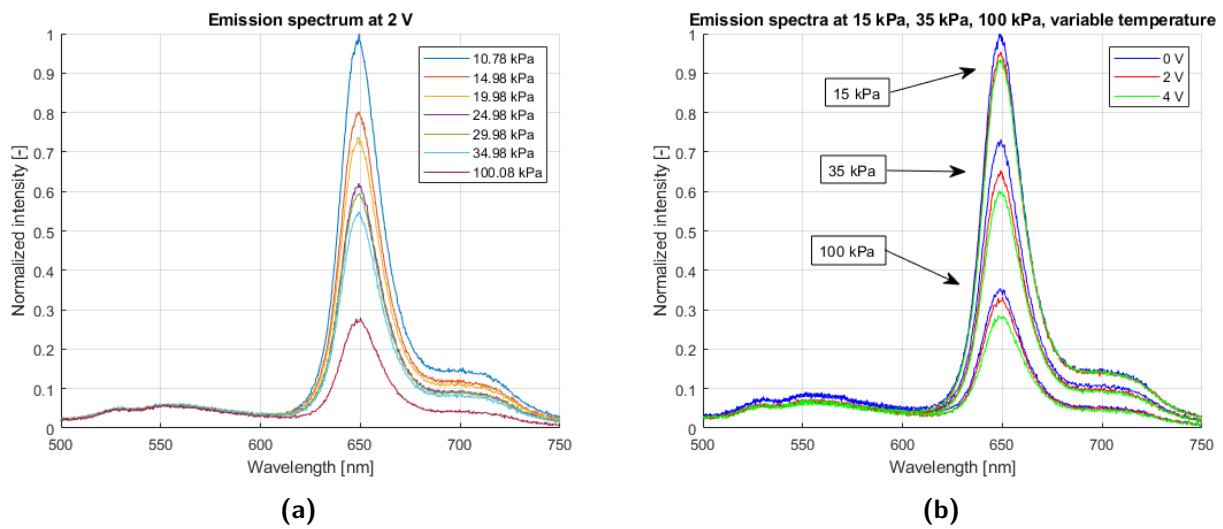 Emission spectrum at 2 V
1
0.9
0.8
0.7
0.6
0.5
0.4
0.3
0.2
0.1
0
Normalized intensity [-]
10.78 kPa
14.98 kPa
19.98 kPa
24.98 kPa
29.98 kPa
34.98 kPa
100.08 kPa
500 550 600 650 700 750
Wavelength [nm]
(a)
Emission spectra at 15 kPa, 35 kPa, 100 kPa, variable temperature
1
0.9
0.8
0.7
0.6
0.5
0.4
0.3
0.2
0.1
0
Normalized intensity [-]
15 kPa
35 kPa
100 kPa
0 V
2 V
4 V
500 550 600 650 700 750
Wavelength [nm]
(b)